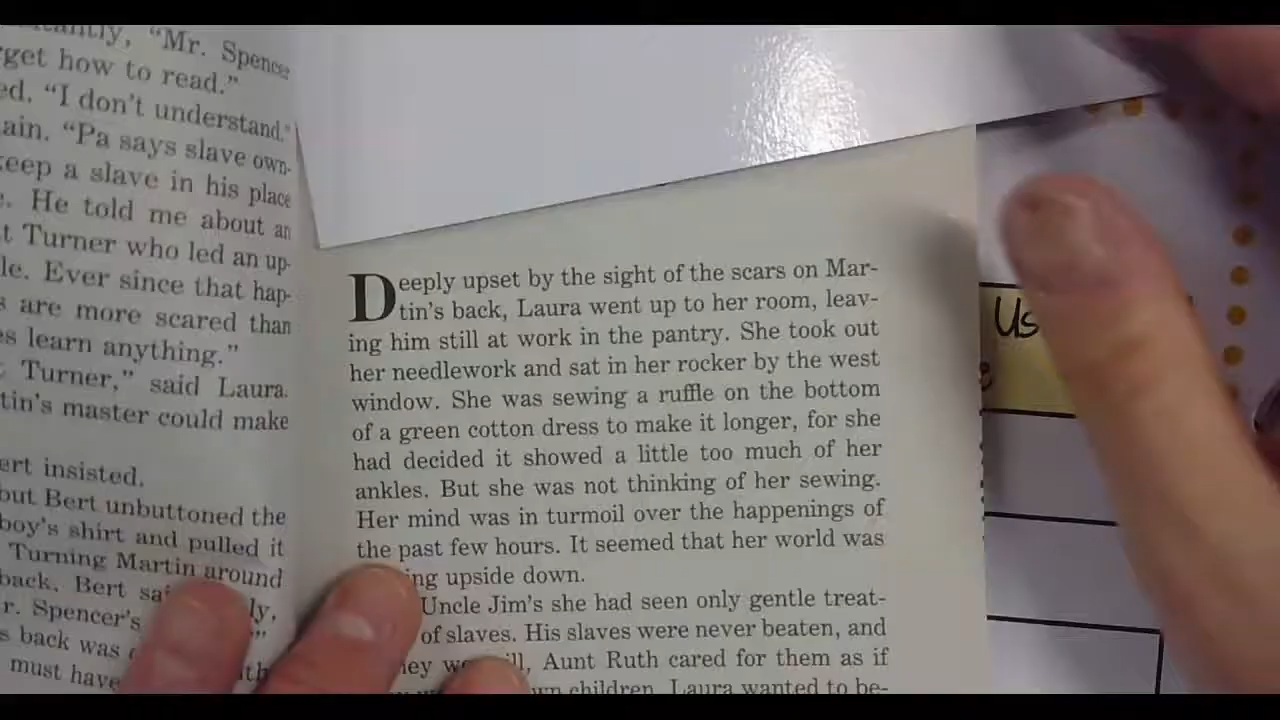 "Mr. Spencer
get how to read."
ed. "I don't understand."
ain. "Pa says slave own-
keep a slave in his place
He told me about an
t Turner who led an up-
le. Ever since that hap-
s are more scared than
es learn anything."
Turner," said Laura.
tin's master could make
ert insisted.
but Bert unbuttoned the
boy's shirt and pulled it
Turning Martin around
back, Bert
r. Spencer's
s back was
must have
Deeply upset by the sight of the scars on Mar-
tin's back, Laura went up to her room, leav-
ing him still at work in the pantry. She took out
her needlework and sat in her rocker by the west
window. She was sewing a ruffle on the bottom
of a green cotton dress to make it longer, for she
had decided it showed a little too much of her
ankles. But she was not thinking of her sewing.
Her mind was in turmoil over the happenings of
the past few hours. It seemed that her world was
ing upside down.
Uncle Jim's she had seen only gentle treat-
of slaves. His slaves were never beaten, and
Aunt Ruth cared for them as if
children. Laura wanted to be-
Us